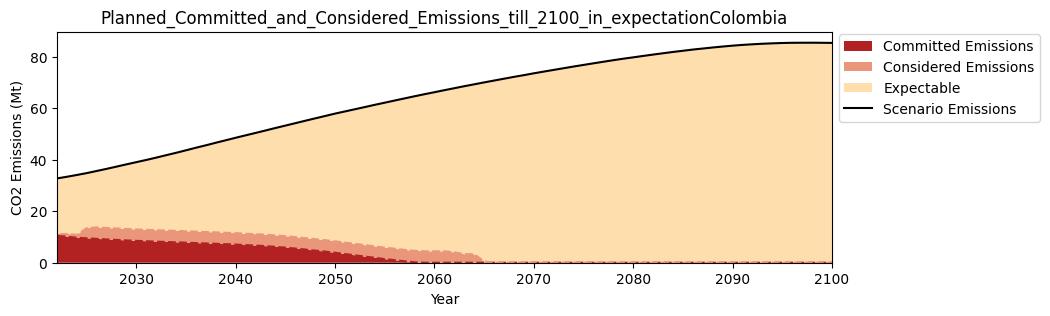 Planned_Committed_and_Considered_Emissions_till_2100_in_expectationColombia
Committed Emissions
Considered Emissions
Expectable
Scenario Emissions
CO2 Emissions (Mt)
80
60
40
20
0
2030 2040 2050 2060 2070 2080 2090 2100
Year